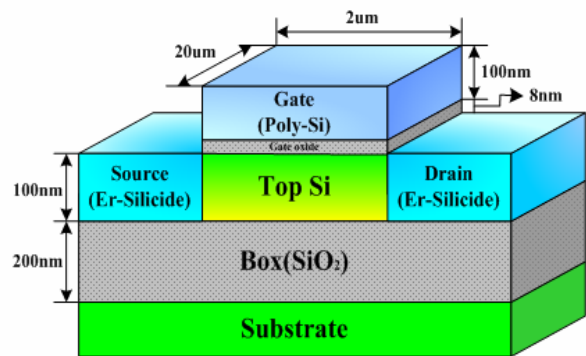 2um
20um
100nm
8nm
Gate
(Poly-Si)
Gate oxide
Source
(Er-Silicide)
Top Si
Drain
(Er-Silicide)
100nm
200nm
Box(SiO₂)
Substrate